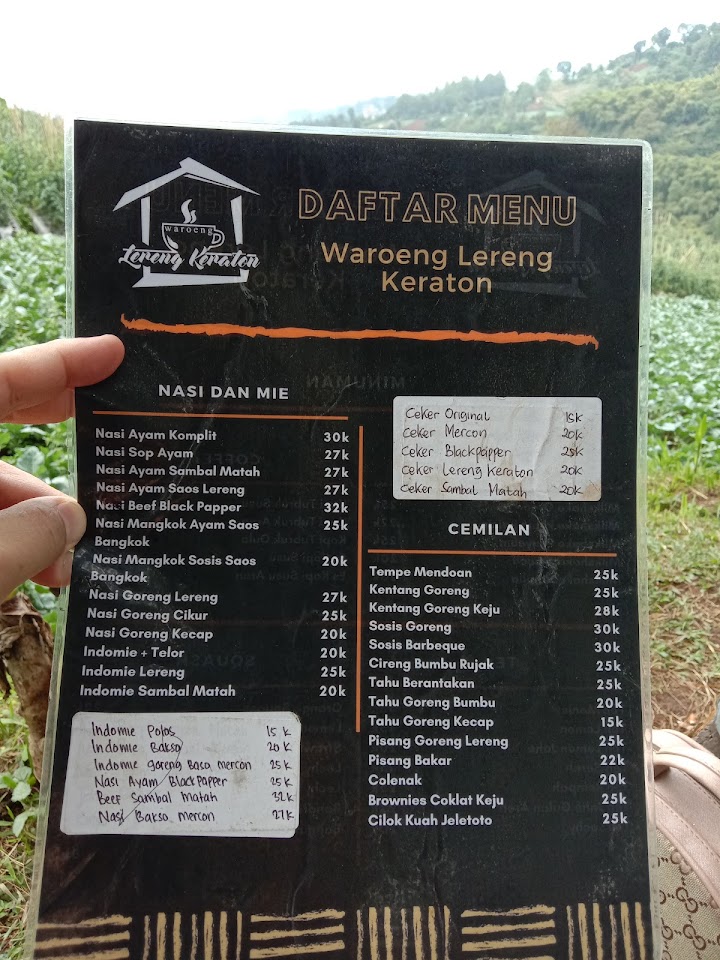 waroeng
Lereng Keraton
DAFTAR MENU
Waroeng Lereng
Keraton
NASI DAN MIE
Nasi Ayam Komplit 30k
Nasi Sop Ayam 27k
Nasi Ayam Sambal Matah 27k
Nasi Ayam Saos Lereng 27k
Nasi Beef Black Papper 32k
Nasi Mangkok Ayam Saos 25k
Bangkok
Nasi Mangkok Sosis Saos 20k
Bangkok
Nasi Goreng Lereng 27k
Nasi Goreng Cikur 25k
Nasi Goreng Kecap 20k
Indomie + Telor 20k
Indomie Lereng 25k
Indomie Sambal Matah 20k
Indomie Polos 15 K
Indomie Bakso 20 K
Indomie goreng Baso mercon 25K
Nasi Ayam Blackpapper 25K
Beef Sambal Matah 32K
Nasi Bakso mercon 27K
Ceker Original 15K
Ceker Mercon 20K
Ceker Blackpaipper 25K
Ceker Lereng Keraton 20K
Ceker Sambal Matah 20K
CEMILAN
Tempe Mendoan 25k
Kentang Goreng 25k
Kentang Goreng Keju 28k
Sosis Goreng 30k
Sosis Barbeque 30k
Cireng Bumbu Rujak 25k
Tahu Berantakan 25k
Tahu Goreng Bumbu 20k
Tahu Goreng Kecap 15k
Pisang Goreng Lereng 25k
Pisang Bakar 22k
Colenak 20k
Brownies Coklat Keju 25k
Cilok Kuah Jeletoto 25k